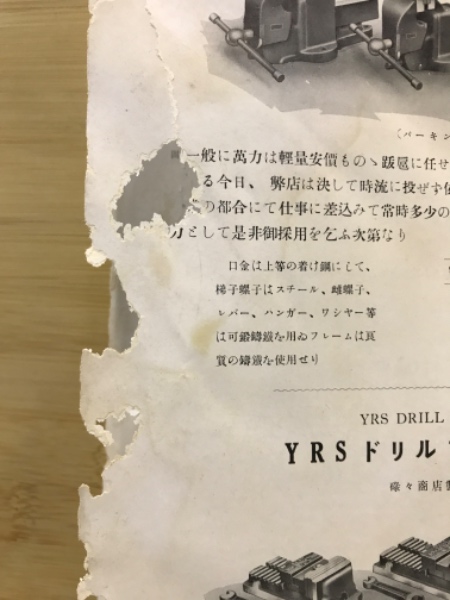 (パーキン
一般に萬力は輕量安價ものゝ跋扈に任せ
る今日、弊店は決して時流に投ぜず
の都合にて仕事に差込みて常時多少の
力として是非御採用を乞ふ次第なり
口金は上等の着け鋼にして、
梯子螺子はスチール、雌螺子、
レバー、ハンガー、ワシヤー等
は可鍛鑄鐵を用ゐフレームは良
質の鑄鐵を使用せり
YRS DRILL
YRSドリル
々商店